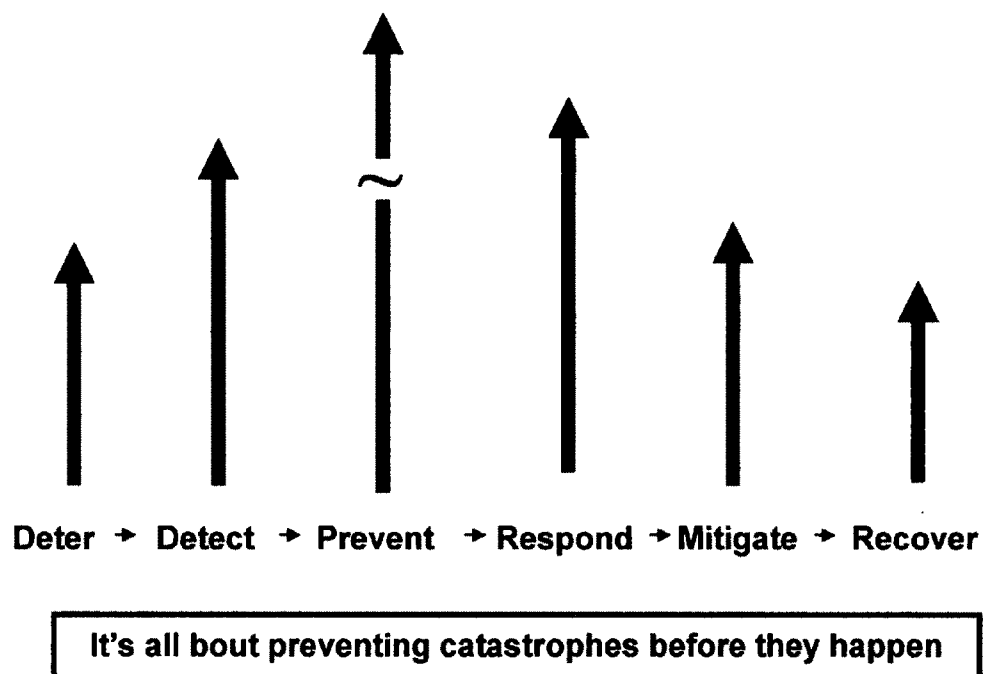 ~
Deter → Detect → Prevent → Respond → Mitigate → Recover
It's all bout preventing catastrophes before they happen